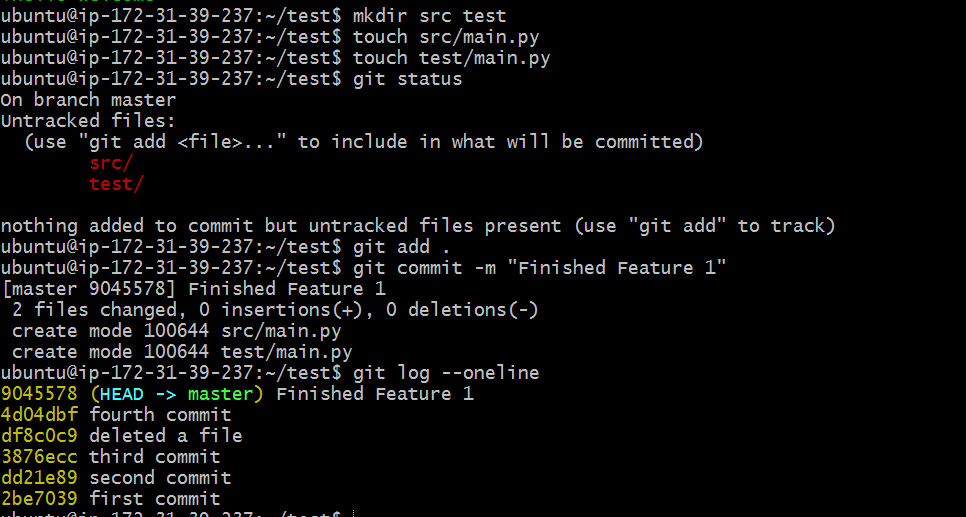 ubuntu@ip-172-31-39-237:~/test$ mkdir src test
ubuntu@ip-172-31-39-237:~/test$ touch src/main.py
ubuntu@ip-172-31-39-237:~/test$ touch test/main.py
ubuntu@ip-172-31-39-237:~/test$ git status
On branch master
Untracked files:
  (use "git add <file>..." to include in what will be committed)
        src/
        test/

nothing added to commit but untracked files present (use "git add" to track)
ubuntu@ip-172-31-39-237:~/test$ git add .
ubuntu@ip-172-31-39-237:~/test$ git commit -m "Finished Feature 1"
[master 9045578] Finished Feature 1
 2 files changed, 0 insertions(+), 0 deletions(-)
 create mode 100644 src/main.py
 create mode 100644 test/main.py
ubuntu@ip-172-31-39-237:~/test$ git log --oneline
9045578 (HEAD -> master) Finished Feature 1
4d04dbf fourth commit
df8c0c9 deleted a file
3876ecc third commit
dd21e89 second commit
2be7039 first commit
ubuntu@ip-172-31-39-237:~/test$